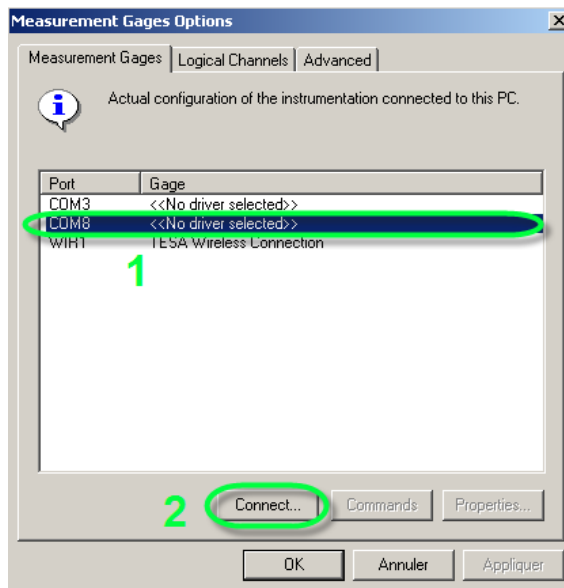 Measurement Gages Options
Measurement Gages Logical Channels Advanced
Actual configuration of the instrumentation connected to this PC.
Port Gage
COM3 <<No driver selected>>
COM8 <<No driver selected>>
WIR1 TESA Wireless Connection
1
2 Connect... Commands Properties...
OK Annuler Appliquer